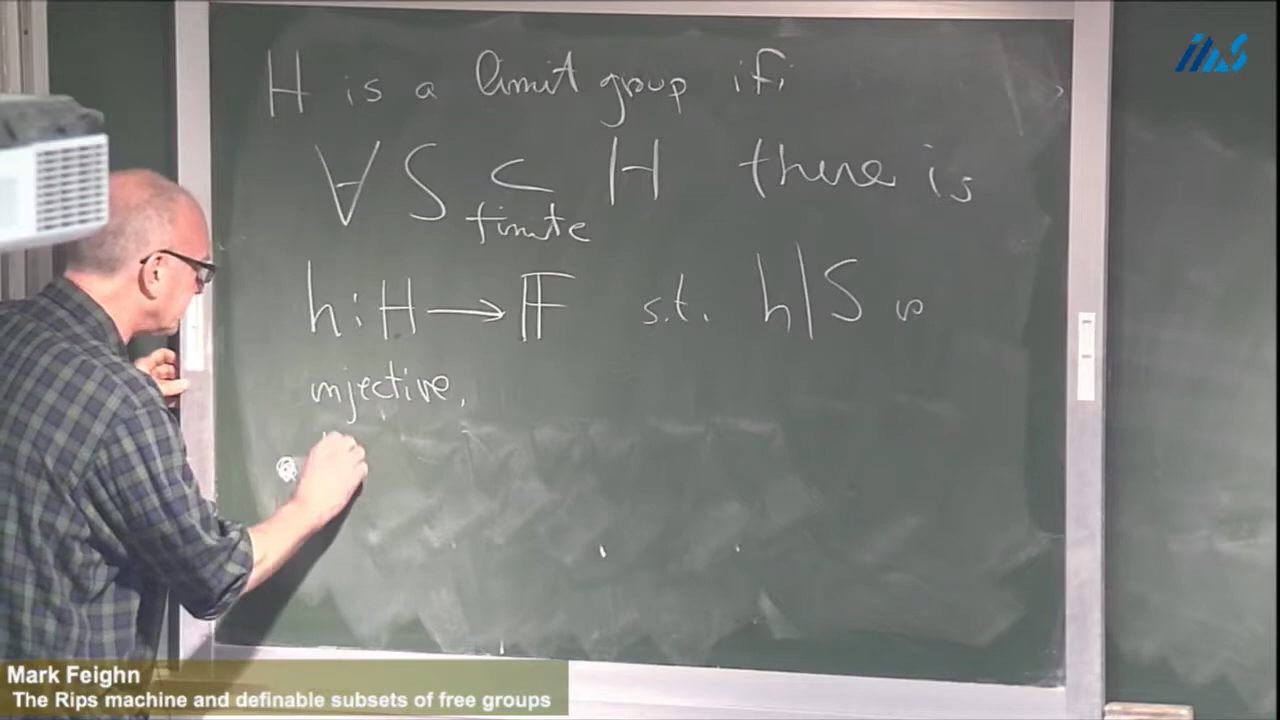 H is a limit group if:
∀ S ⊂ H there is
finite
h: H → 𝔽 s.t. h|S is
injective,
ihes
Mark Feighn
The Rips machine and definable subsets of free groups